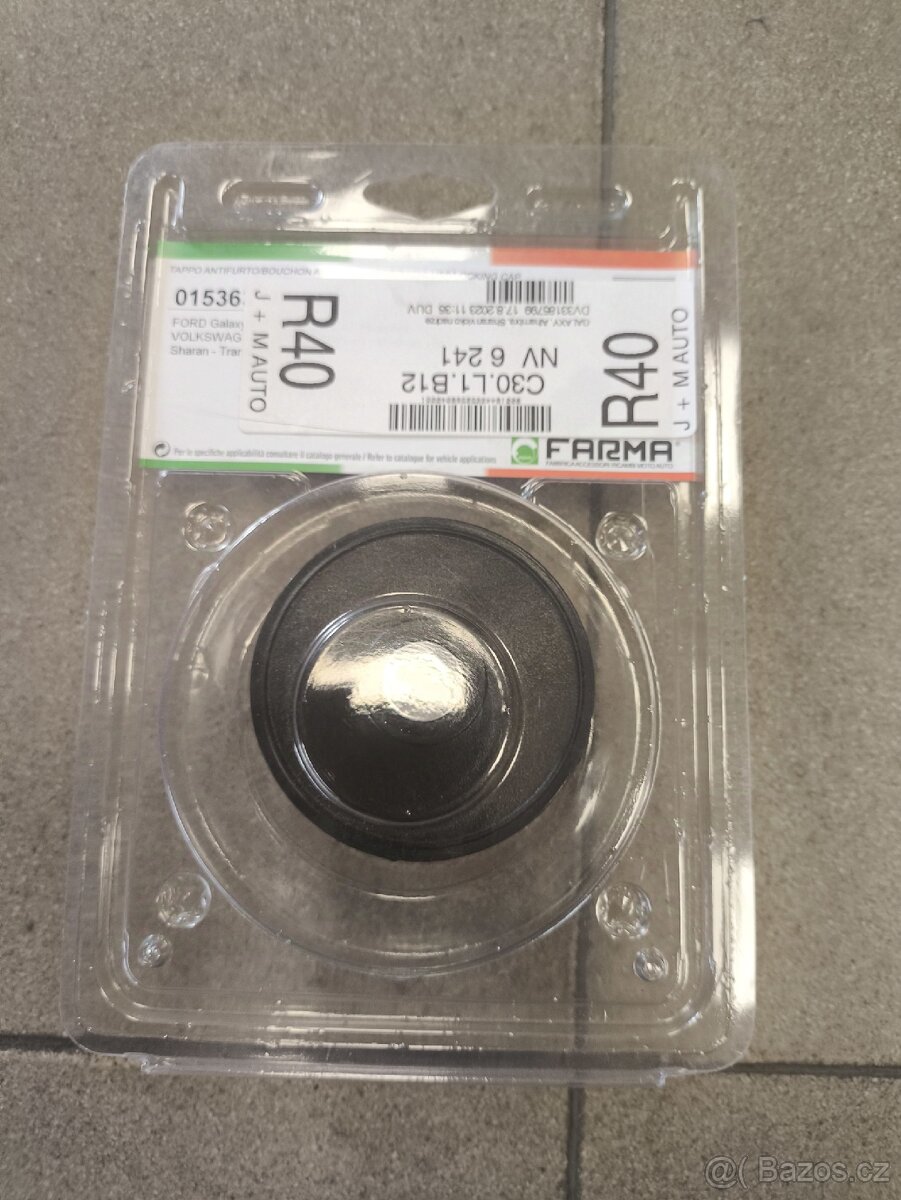 TAPPO ANTIFURTO/BOUCHON A
LOCKING CAP
01536
FORD Galaxy
VOLKSWAG
Sharan - Tran
R40
J + M AUTO
GALAXY Alhambra, Sharan vicko nadrze
DV33186799 17.8.2023 11:35 DUV
NV 6 241
C30.L1.B12
R40
J + M AUTO
Per le specifiche applicabilità consultare il catalogo generale / Refer to catalogue for vehicle applications
FARMA
FABBRICA ACCESSORI RICAMBI MOTO AUTO
@( Bazos.cz